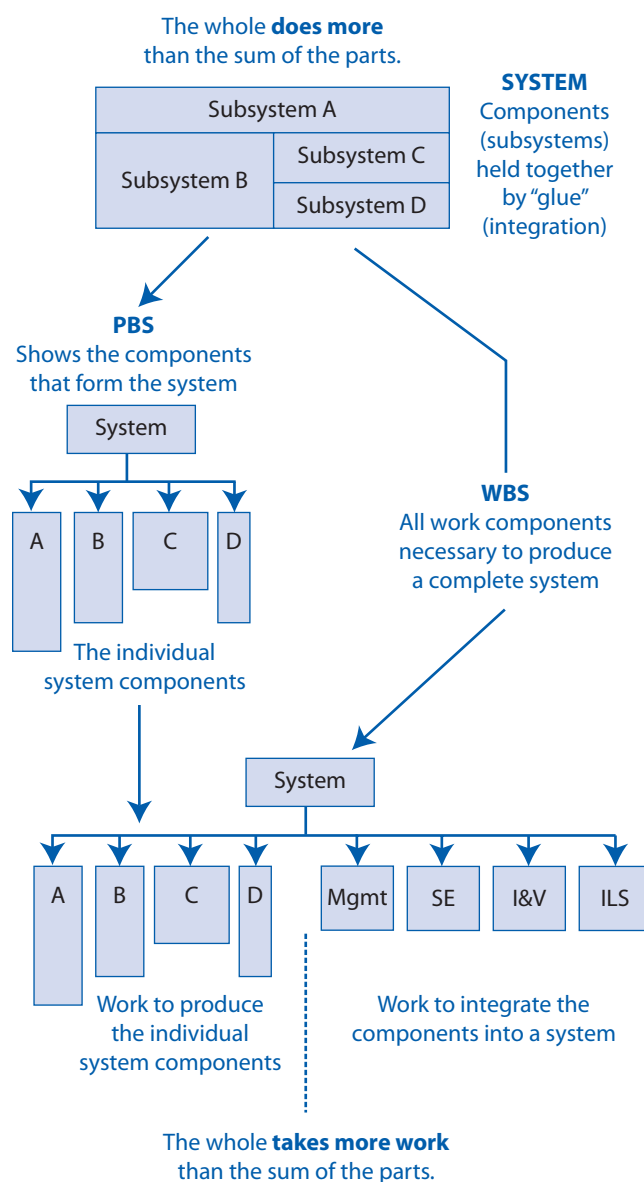 The whole does more
than the sum of the parts.
SYSTEM
Components
(subsystems)
held together
by “glue”
(integration)
Subsystem A
Subsystem B
Subsystem C
Subsystem D
PBS
Shows the components
that form the system
System
A B C D
The individual
system components
WBS
All work components
necessary to produce
a complete system
System
A B C D Mgmt SE I&V ILS
Work to produce
the individual
system components
Work to integrate the
components into a system
The whole takes more work
than the sum of the parts.